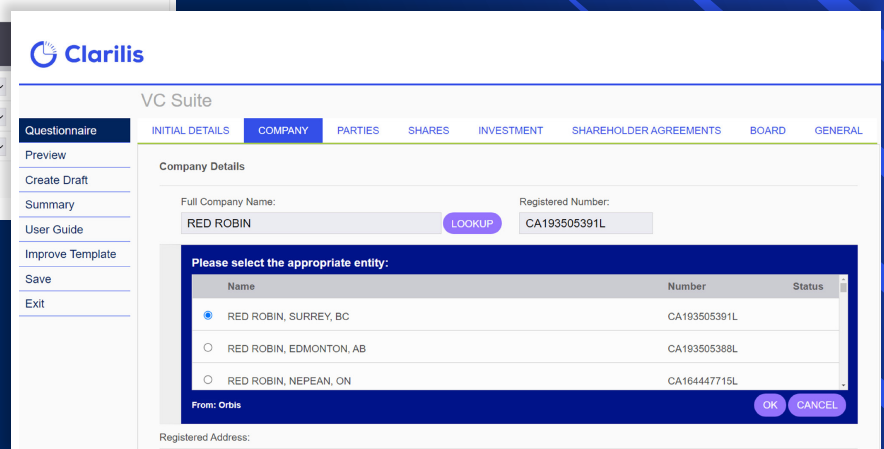 Clarilis
VC Suite
Questionnaire
Preview
Create Draft
Summary
User Guide
Improve Template
Save
Exit
INITIAL DETAILS COMPANY PARTIES SHARES INVESTMENT SHAREHOLDER AGREEMENTS BOARD GENERAL
Company Details
Full Company Name: Registered Number:
RED ROBIN LOOKUP CA193505391L
Please select the appropriate entity:
Name Number Status
RED ROBIN, SURREY, BC CA193505391L
RED ROBIN, EDMONTON, AB CA193505388L
RED ROBIN, NEPEAN, ON CA164447715L
From: Orbis OK CANCEL
Registered Address: